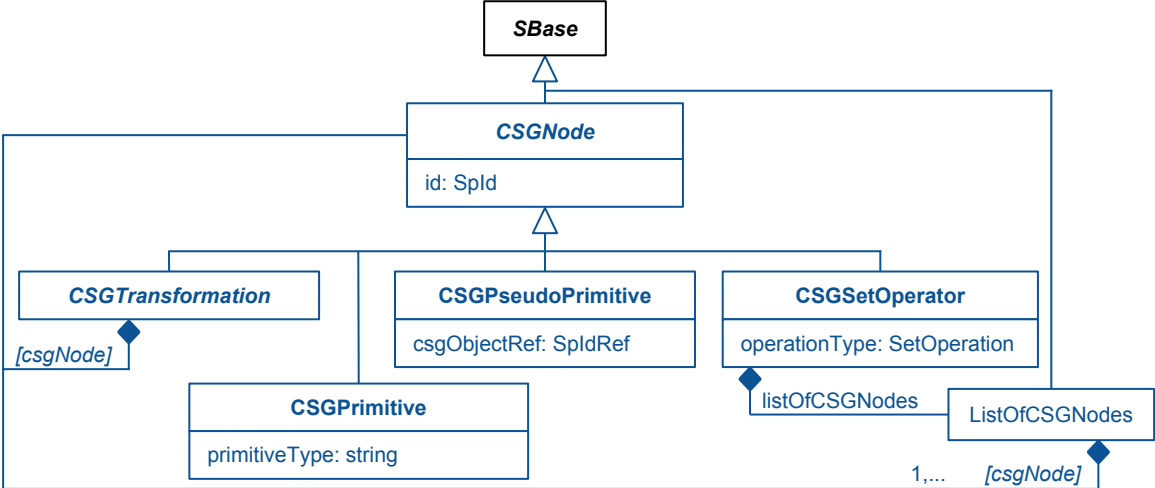 SBase
CSGNode
id: SpId
CSGTransformation
[csgNode]
CSGPseudoPrimitive
csgObjectRef: SpIdRef
CSGSetOperator
operationType: SetOperation
CSGPrimitive
primitiveType: string
listOfCSGNodes
ListOfCSGNodes
1,... [csgNode]